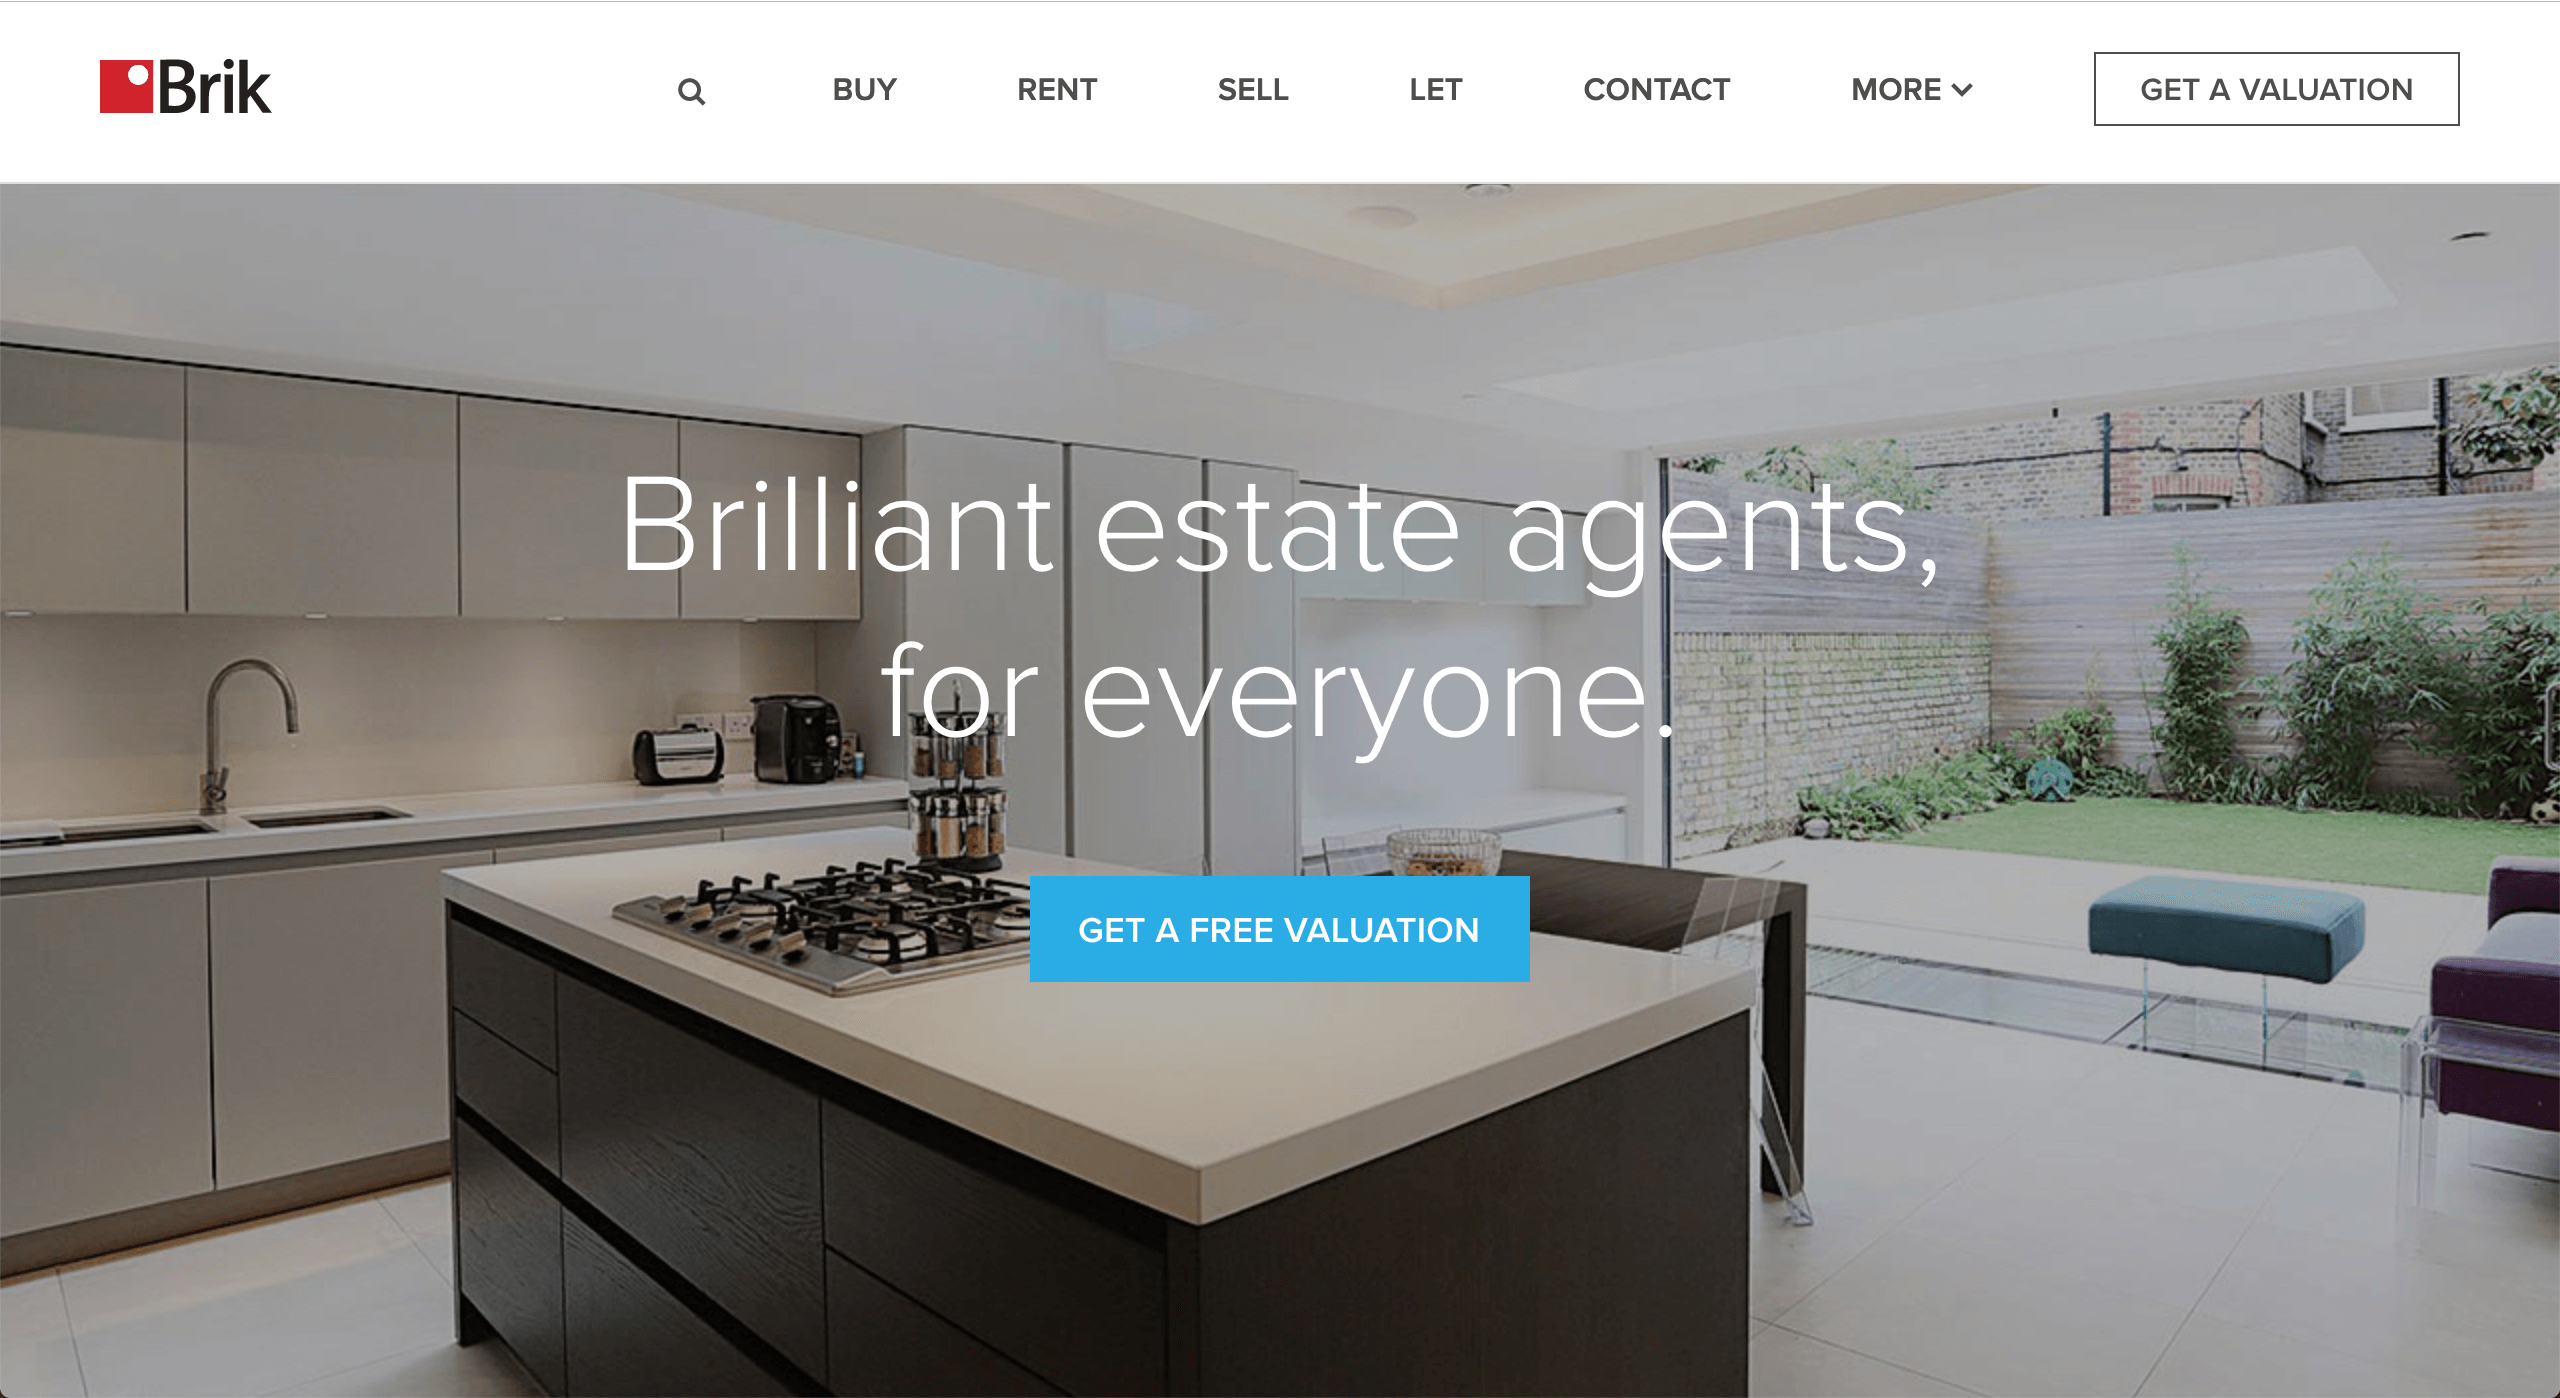 Brik
BUY
RENT
SELL
LET
CONTACT
MORE
GET A VALUATION
Brilliant estate agents,
for everyone.
GET A FREE VALUATION